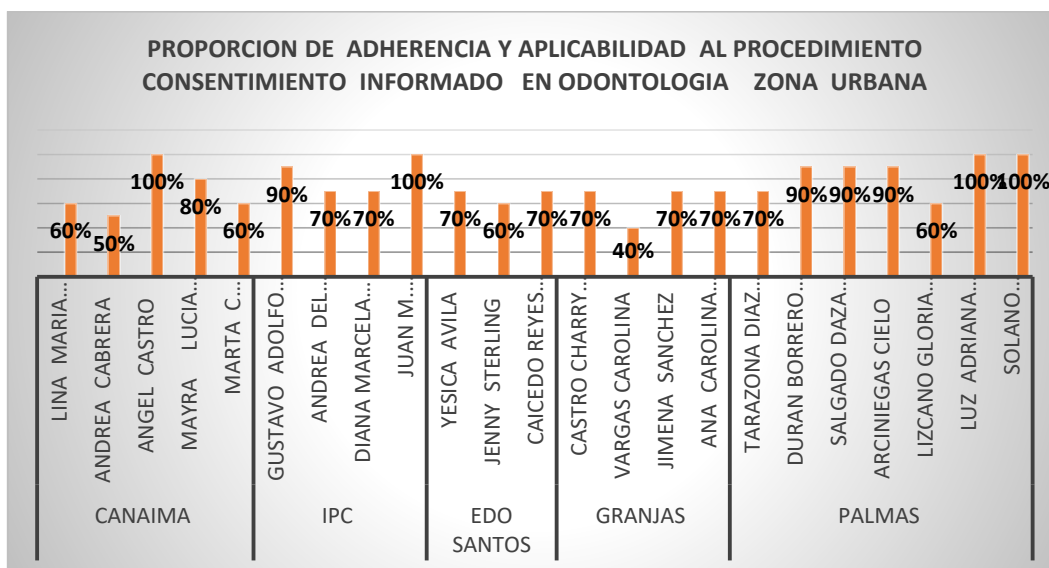 PROPORCION DE ADHERENCIA Y APLICABILIDAD AL PROCEDIMIENTO
CONSENTIMIENTO INFORMADO EN ODONTOLOGIA ZONA URBANA
60%
50%
100%
80%
60%
90%
70%
70%
100%
70%
60%
70%
70%
40%
70%
70%
70%
90%
90%
90%
60%
100%
100%
LINA MARIA...
ANDREA CABRERA
ANGEL CASTRO
MAYRA LUCIA...
MARTA C...
GUSTAVO ADOLFO...
ANDREA DEL...
DIANA MARCELA...
JUAN M...
YESICA AVILA
JENNY STERLING
CAICEDO REYES...
CASTRO CHARRY...
VARGAS CAROLINA
JIMENA SANCHEZ
ANA CAROLINA...
TARAZONA DIAZ...
DURAN BORRERO...
SALGADO DAZA...
ARCINIEGAS CIELO
LIZCANO GLORIA...
LUZ ADRIANA...
SOLANO...
CANAIMA
IPC
EDO
SANTOS
GRANJAS
PALMAS